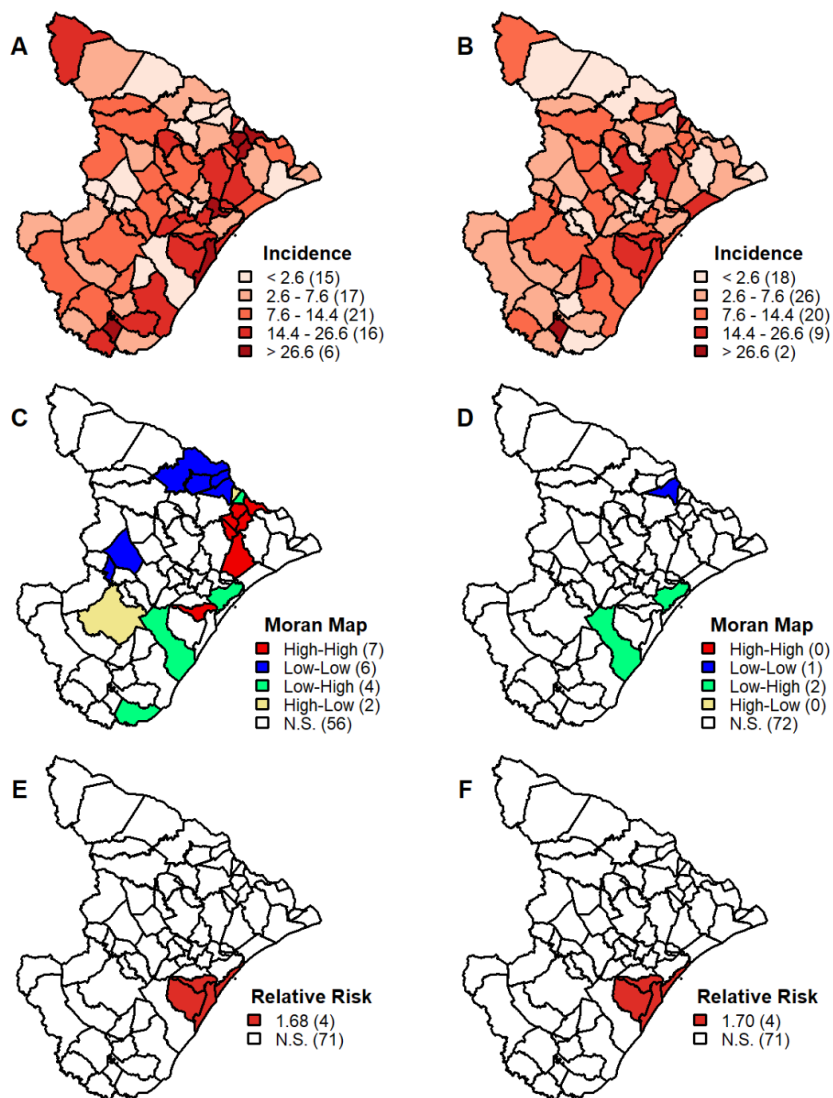 A
Incidence
< 2.6 (15)
2.6 - 7.6 (17)
7.6 - 14.4 (21)
14.4 - 26.6 (16)
> 26.6 (6)
B
Incidence
< 2.6 (18)
2.6 - 7.6 (26)
7.6 - 14.4 (20)
14.4 - 26.6 (9)
> 26.6 (2)
C
Moran Map
High-High (7)
Low-Low (6)
Low-High (4)
High-Low (2)
N.S. (56)
D
Moran Map
High-High (0)
Low-Low (1)
Low-High (2)
High-Low (0)
N.S. (72)
E
Relative Risk
1.68 (4)
N.S. (71)
F
Relative Risk
1.70 (4)
N.S. (71)